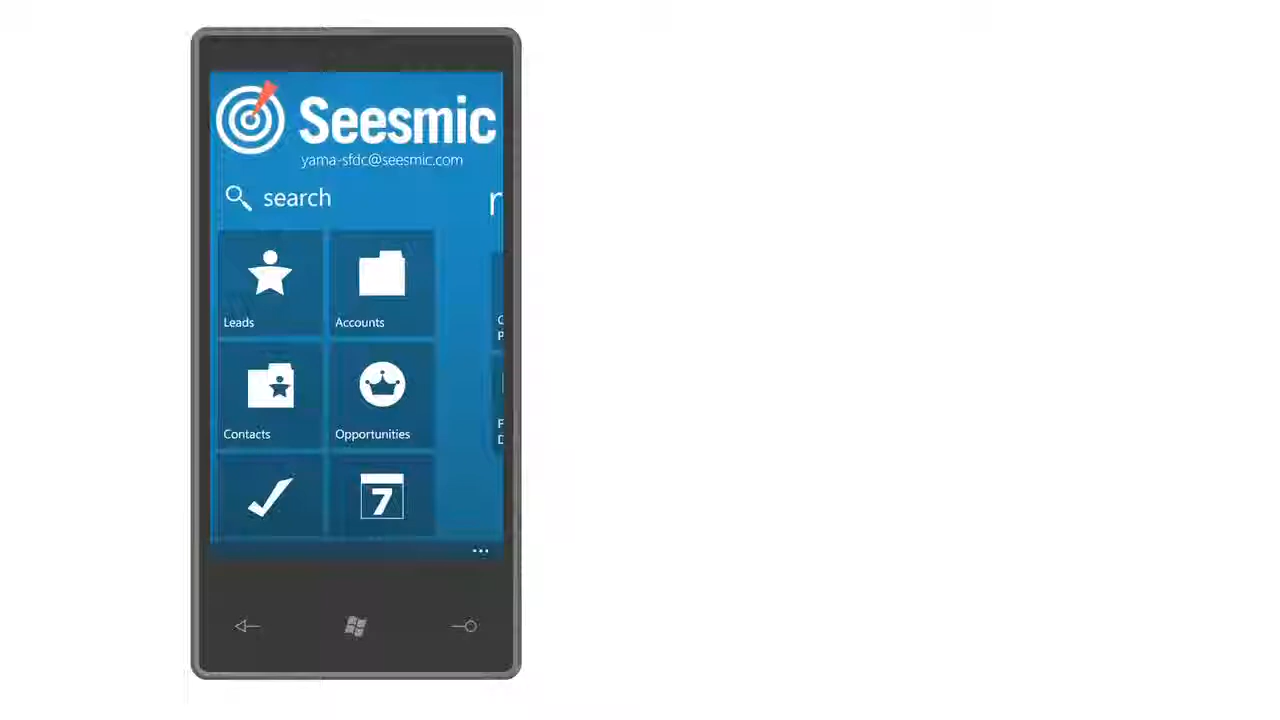 Seesmic
yama-sfdc@seesmic.com
search
Leads
Accounts
Contacts
Opportunities
7